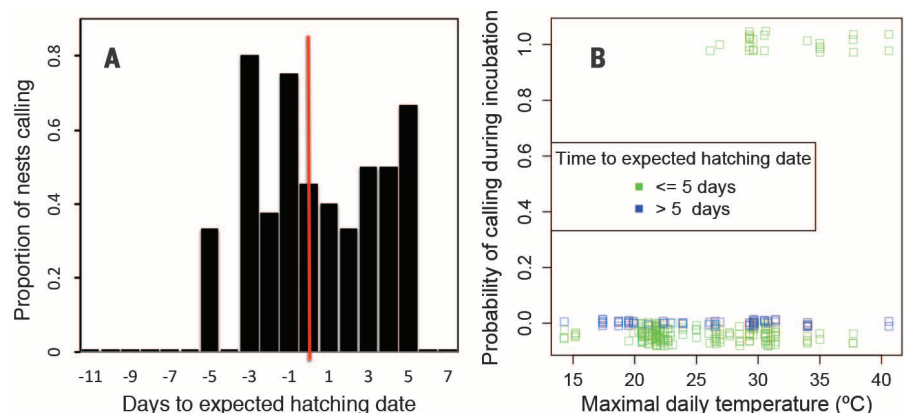 A
Proportion of nests calling
0.8
0.6
0.4
0.2
0
-11 -9 -7 -5 -3 -1 1 3 5 7
Days to expected hatching date
B
Probability of calling during incubation
1.0
0.8
0.6
0.4
0.2
0.0
Time to expected hatching date
<= 5 days
> 5 days
15 20 25 30 35 40
Maximal daily temperature (ºC)